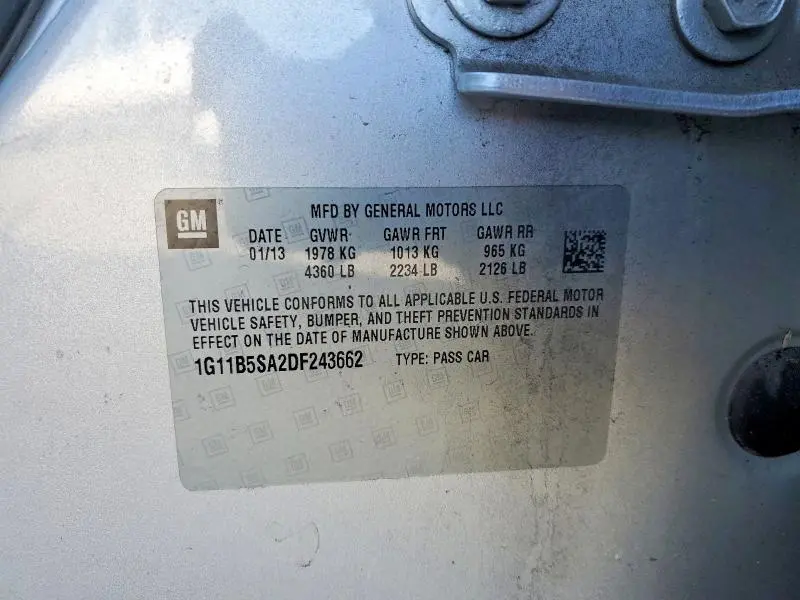 GM
MFD BY GENERAL MOTORS LLC
DATE GVWR GAWR FRT GAWR RR
01/13 1978 KG 1013 KG 965 KG
4360 LB 2234 LB 2126 LB
THIS VEHICLE CONFORMS TO ALL APPLICABLE U.S. FEDERAL MOTOR
VEHICLE SAFETY, BUMPER, AND THEFT PREVENTION STANDARDS IN
EFFECT ON THE DATE OF MANUFACTURE SHOWN ABOVE.
1G11B5SA2DF243662 TYPE: PASS CAR